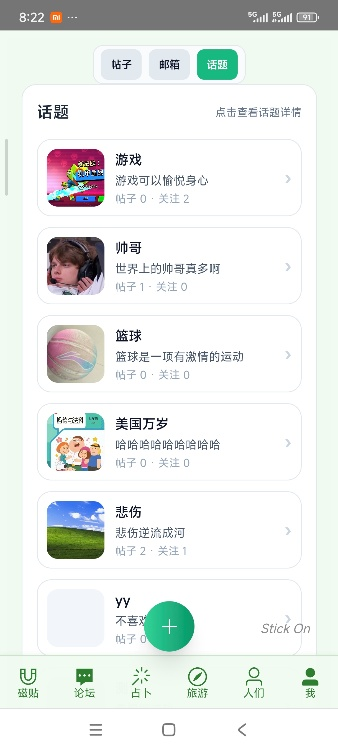 8:22
5G 5G 91
帖子 邮箱 话题
话题 点击查看话题详情
游戏
游戏可以愉悦身心
帖子 0 · 关注 2
帅哥
世界上的帅哥真多啊
帖子 1 · 关注 0
篮球
篮球是一项有激情的运动
帖子 0 · 关注 0
美国万岁
哈哈哈哈哈哈哈哈哈
帖子 0 · 关注 0
悲伤
悲伤逆流成河
帖子 2 · 关注 1
yy
不喜
帖子 0
Stick On
磁贴 论坛 占卜 旅游 人们 我